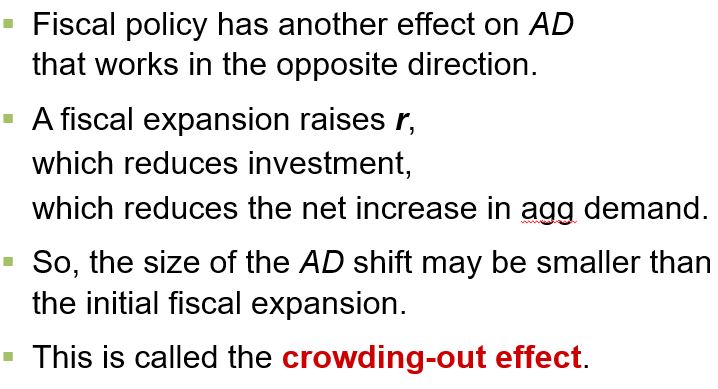 Fiscal policy has another effect on AD
that works in the opposite direction.
A fiscal expansion raises r,
which reduces investment,
which reduces the net increase in agg demand.
So, the size of the AD shift may be smaller than
the initial fiscal expansion.
This is called the crowding-out effect.